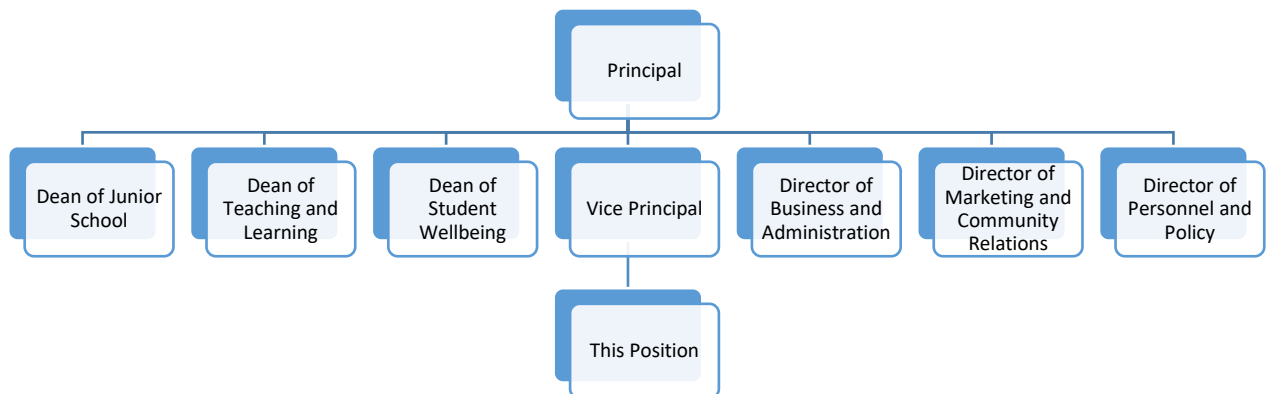 Principal
Dean of Junior
School
Dean of
Teaching and
Learning
Dean of
Student
Wellbeing
Vice Principal
Director of
Business and
Administration
Director of
Marketing and
Community
Relations
Director of
Personnel and
Policy
This Position